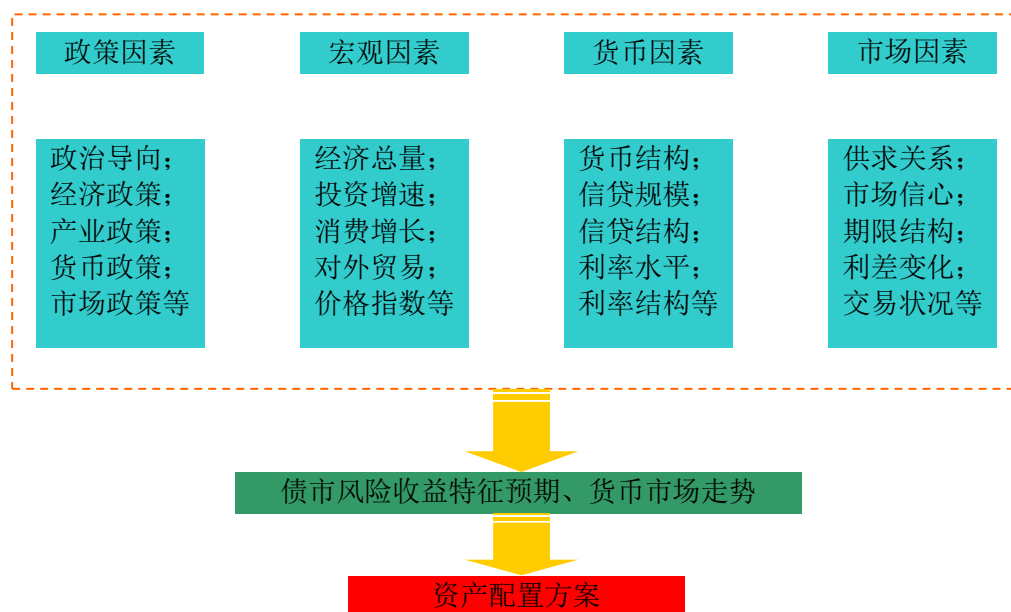 政策因素
宏观因素
货币因素
市场因素
政治导向;
经济政策;
产业政策;
货币政策;
市场政策等
经济总量;
投资增速;
消费增长;
对外贸易;
价格指数等
货币结构;
信贷规模;
信贷结构;
利率水平;
利率结构等
供求关系;
市场信心;
期限结构;
利差变化;
交易状况等
债市风险收益特征预期、货币市场走势
资产配置方案